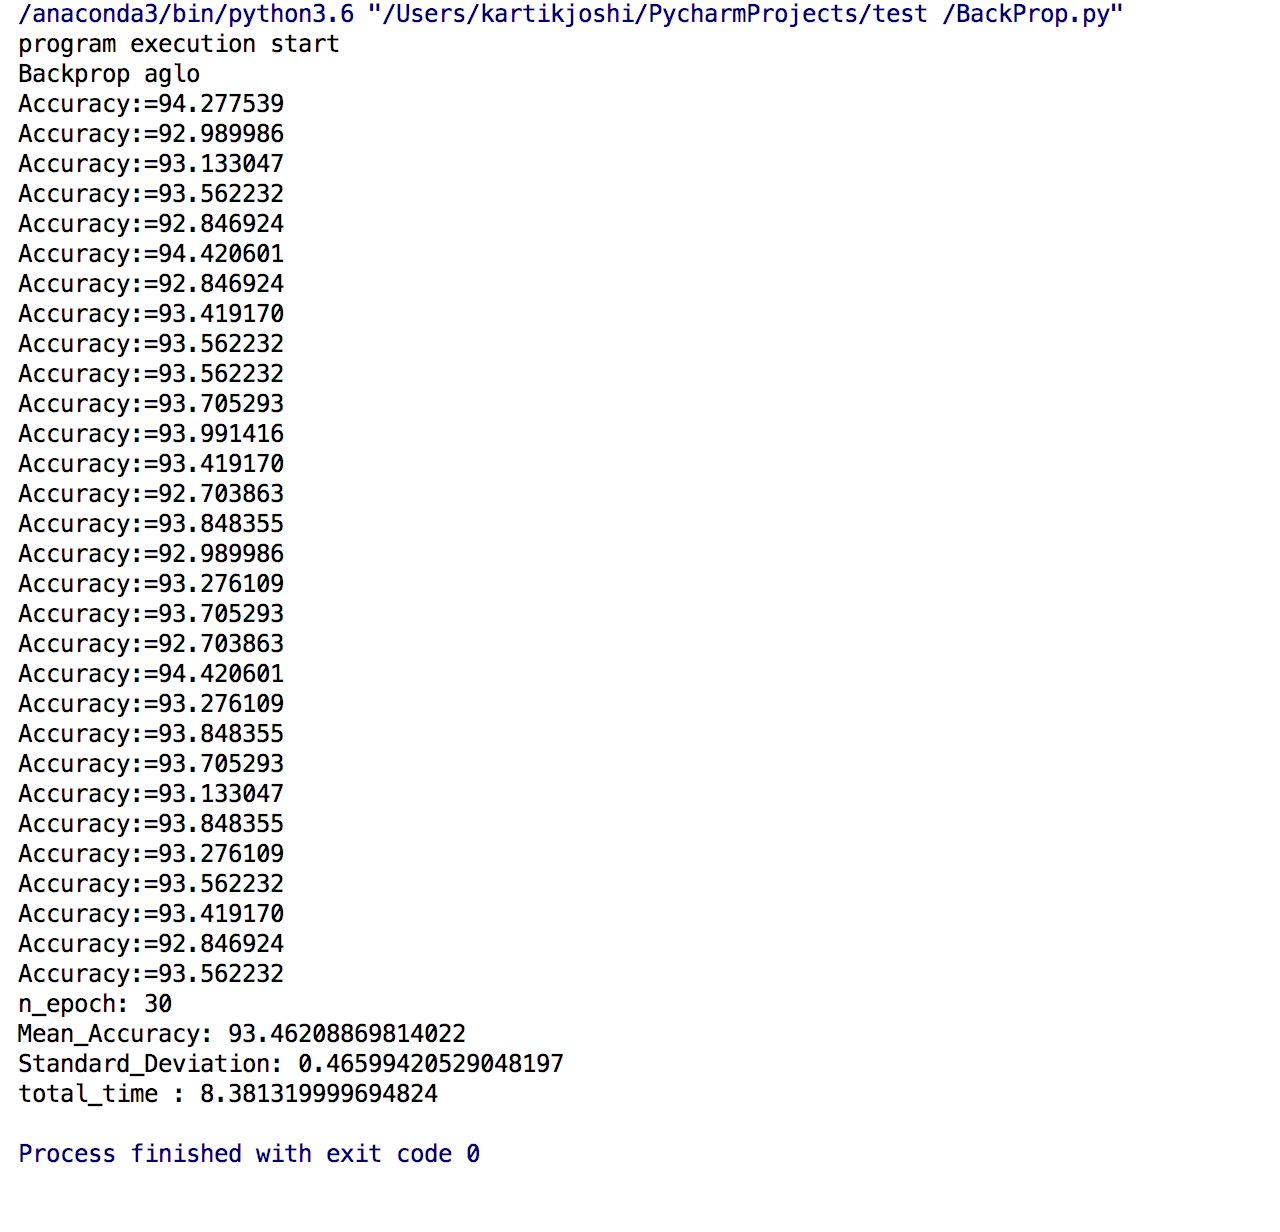 /anaconda3/bin/python3.6 "/Users/kartikjoshi/PycharmProjects/test /BackProp.py"
program execution start
Backprop aglo
Accuracy:=94.277539
Accuracy:=92.989986
Accuracy:=93.133047
Accuracy:=93.562232
Accuracy:=92.846924
Accuracy:=94.420601
Accuracy:=92.846924
Accuracy:=93.419170
Accuracy:=93.562232
Accuracy:=93.562232
Accuracy:=93.705293
Accuracy:=93.991416
Accuracy:=93.419170
Accuracy:=92.703863
Accuracy:=93.848355
Accuracy:=92.989986
Accuracy:=93.276109
Accuracy:=93.705293
Accuracy:=92.703863
Accuracy:=94.420601
Accuracy:=93.276109
Accuracy:=93.848355
Accuracy:=93.705293
Accuracy:=93.133047
Accuracy:=93.848355
Accuracy:=93.276109
Accuracy:=93.562232
Accuracy:=93.419170
Accuracy:=92.846924
Accuracy:=93.562232
n_epoch: 30
Mean_Accuracy: 93.46208869814022
Standard_Deviation: 0.46599420529048197
total_time : 8.381319999694824
Process finished with exit code 0